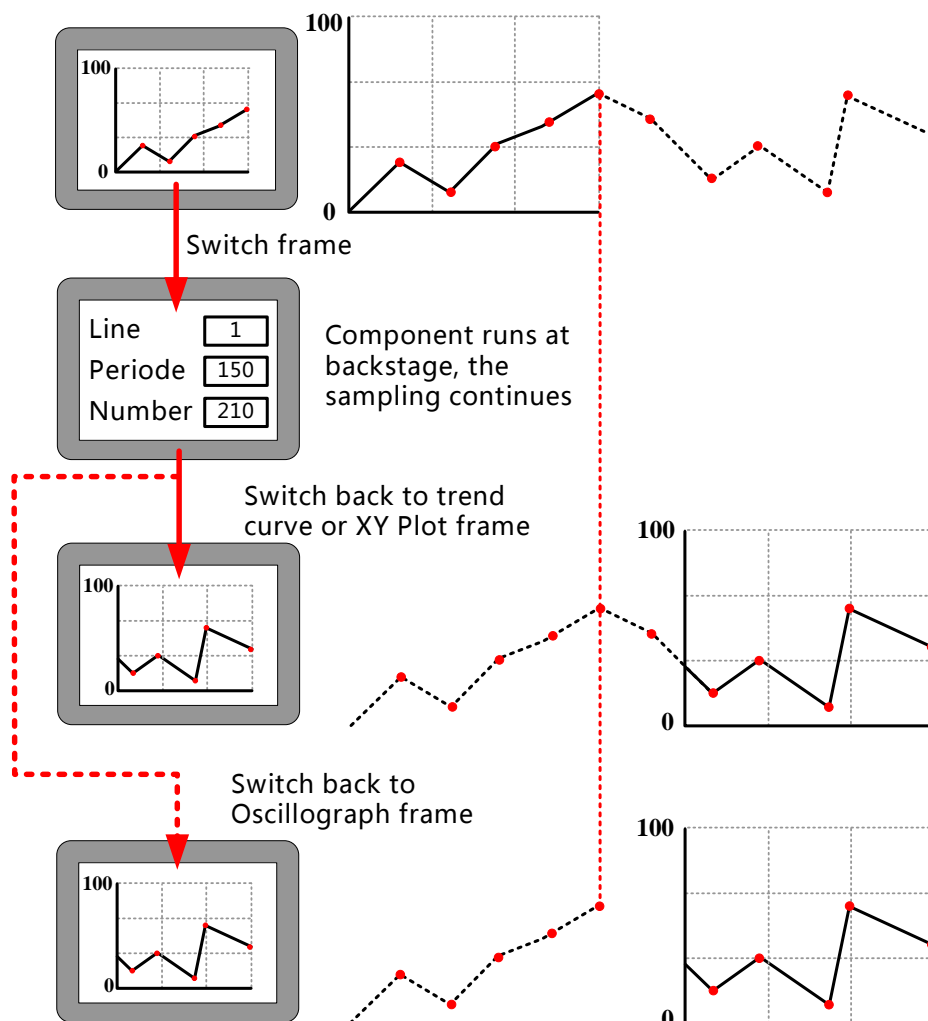 100
0
100
0
Switch frame
Line 1
Periode 150
Number 210
Component runs at
backstage, the
sampling continues
Switch back to trend
curve or XY Plot frame
100
0
100
0
Switch back to
Oscillograph frame
100
0
100
0